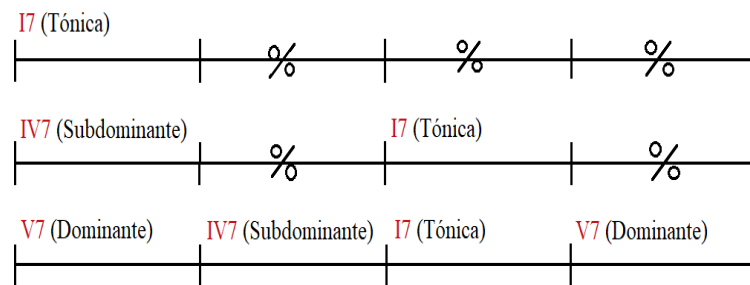 I7 (Tónica)
IV7 (Subdominante) I7 (Tónica)
V7 (Dominante) IV7 (Subdominante) I7 (Tónica) V7 (Dominante)